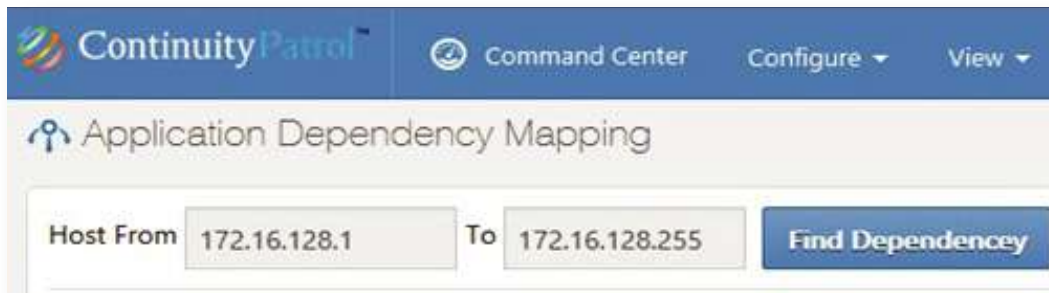 ContinuityPatrol™ Command Center Configure View
Application Dependency Mapping
Host From 172.16.128.1 To 172.16.128.255 Find Dependencey